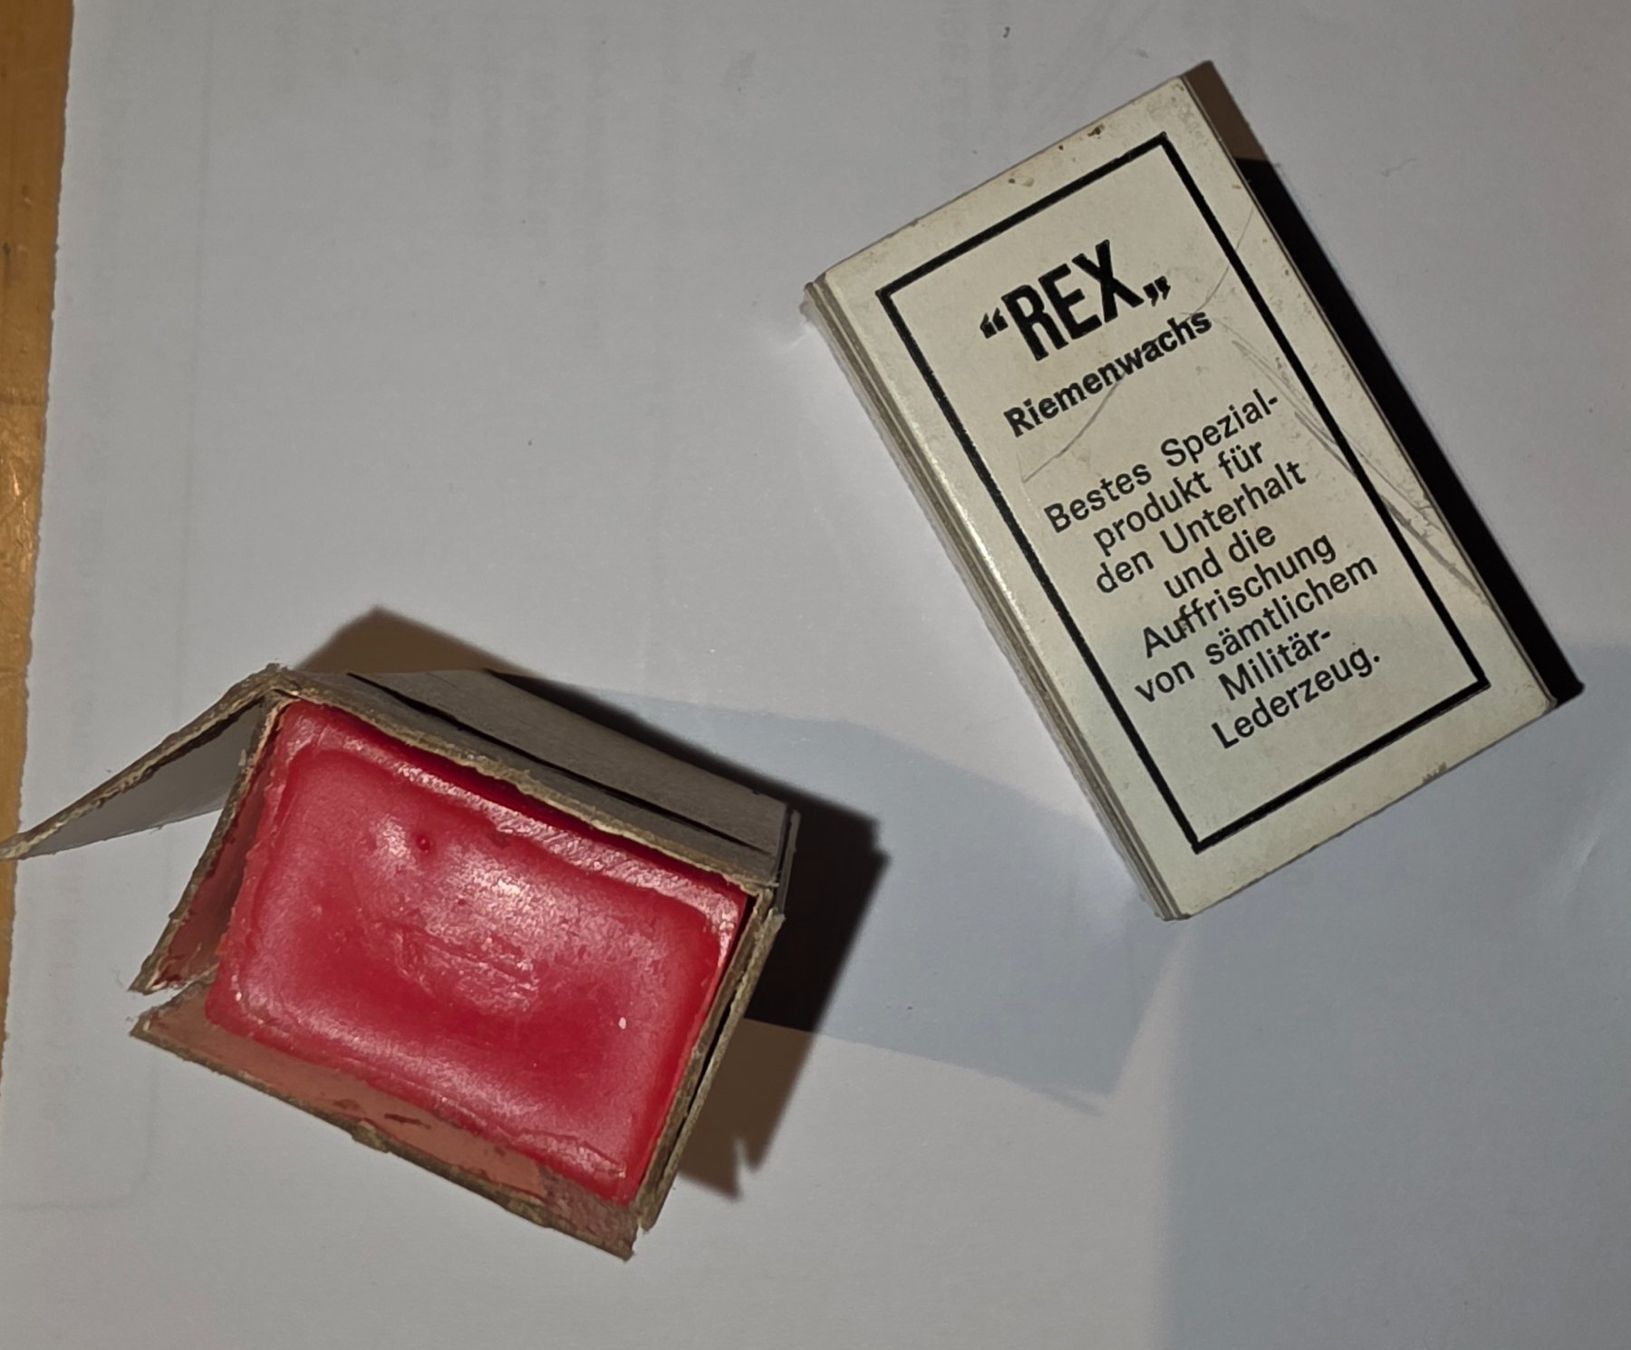 “REX„
Riemenwachs
Bestes Spezial-
produkt für
den Unterhalt
und die
Auffrischung
von sämtlichem
Militär-
Lederzeug.